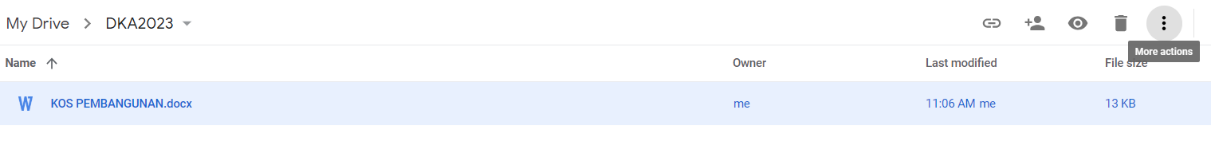 My Drive > DKA2023
More actions
Name ↑ Owner Last modified File size
W KOS PEMBANGUNAN.docx me 11:06 AM me 13 KB